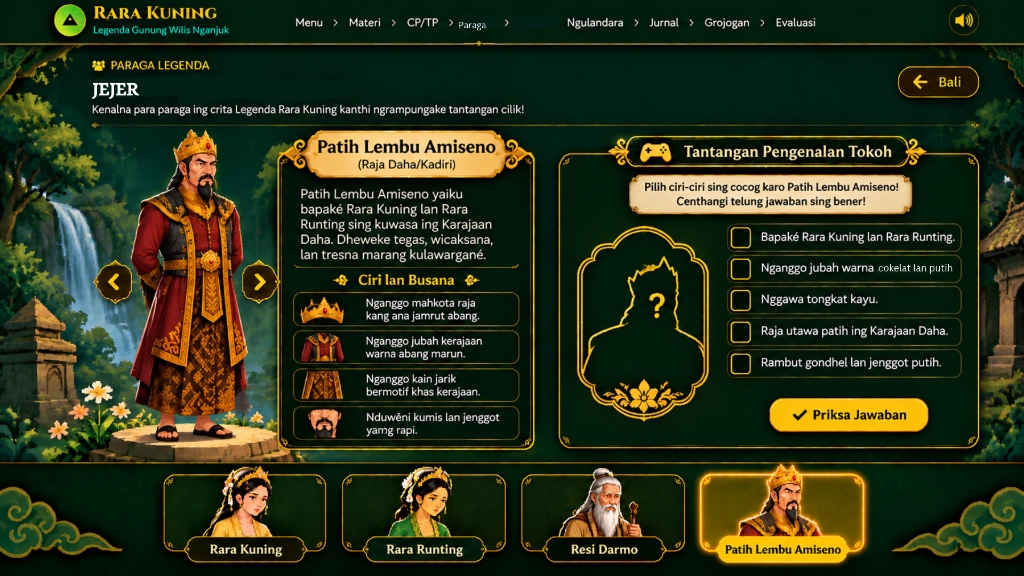 RARA KUNING
Legenda Gunung Wilis Nganjuk
Menu > Materi > CP/TP > Paraga > Ngulandara > Jurnal > Grojogan > Evaluasi
PARAGA LEGENDA
JEJER
Kenalna para paraga ing crita Legenda Rara Kuning kanthi ngrampungake tantangan cilik!
Bali
Patih Lembu Amiseno
(Raja Daha/Kadiri)
Patih Lembu Amiseno yaiku
bapaké Rara Kuning lan Rara
Runting sing kuwasa ing Karajaan
Daha. Dheweke tegas, wicaksana,
lan tresna marang kulawargané.
Ciri lan Busana
Nganggo mahkota raja
kang ana jamrut abang.
Nganggo jubah kerajaan
warna abang marun.
Nganggo kain jarik
bermotif khas kerajaan.
Nduwêni kumis lan jenggot
yamg rapi.
Tantangan Pengenalan Tokoh
Pilih ciri-ciri sing cocog karo Patih Lembu Amiseno!
Centhangi telung jawaban sing bener!
?
Bapaké Rara Kuning lan Rara Runting.
Nganggo jubah warna cokelat lan putih
Nggawa tongkat kayu.
Raja utawa patih ing Karajaan Daha.
Rambut gondhel lan jenggot putih.
Priksa Jawaban
Rara Kuning
Rara Runting
Resi Darmo
Patih Lembu Amiseno